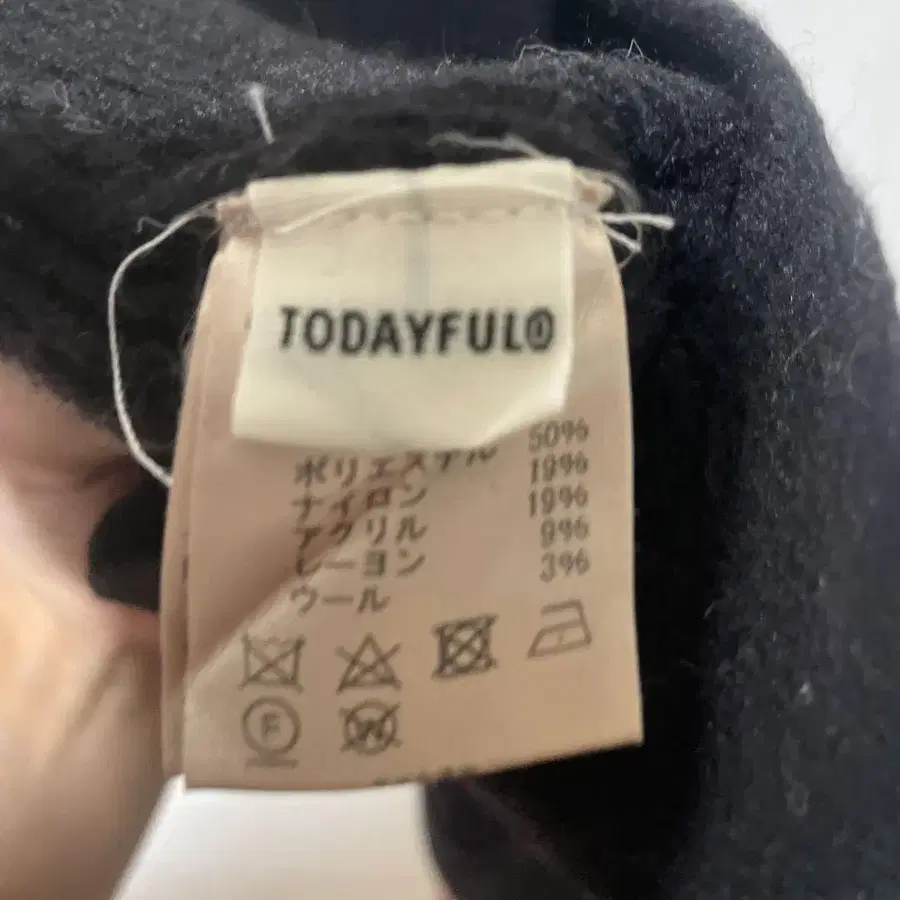 TODAYFUL
ポリエステル 50%
ナイロン 19%
アクリル 19%
レーヨン 9%
ウール 3%
F
W